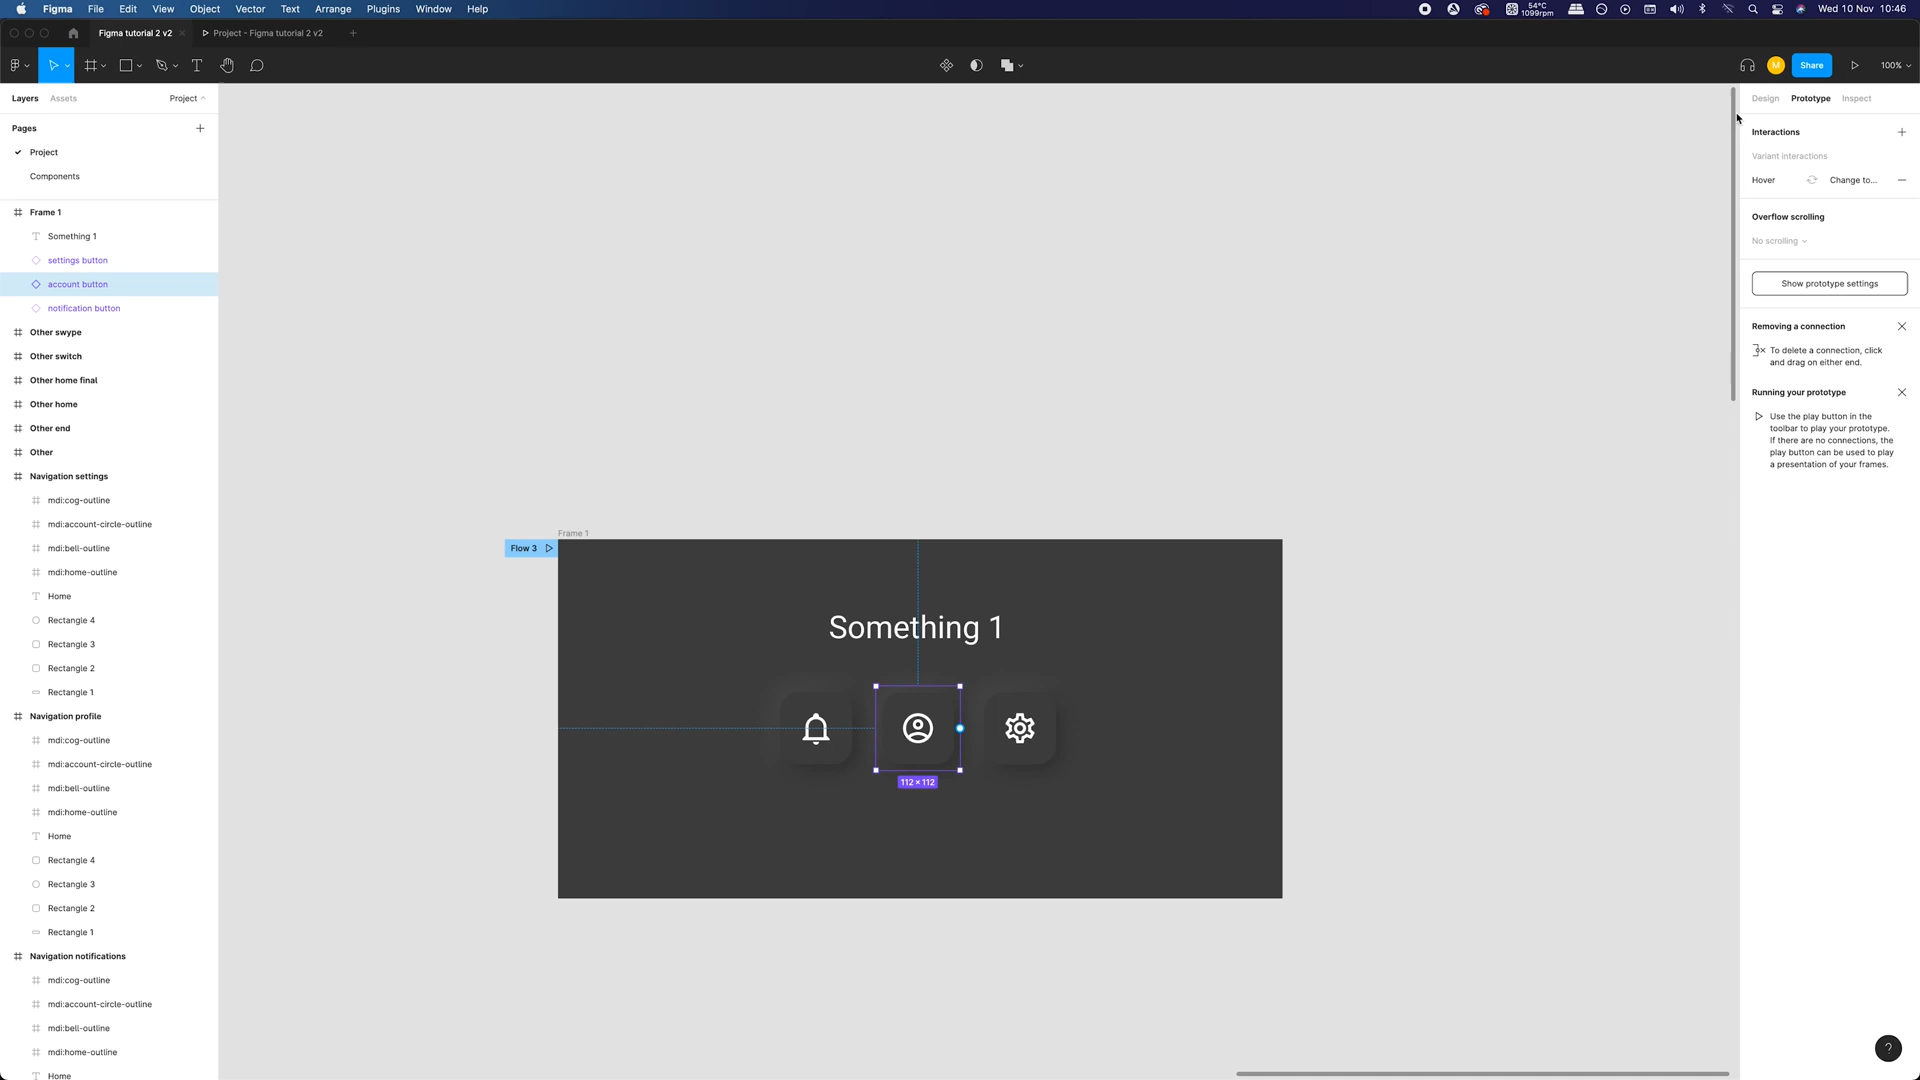 Figma File Edit View Object Vector Text Arrange Plugins Window Help
54°C
1099rpm
Wed 10 Nov 10:46
Figma tutorial 2 v2
Project - Figma tutorial 2 v2
M
Share
100%
Layers Assets Project
Design Prototype Inspect
Pages
Project
Components
Frame 1
Something 1
settings button
account button
notification button
Other swype
Other switch
Other home final
Other home
Other end
Other
Navigation settings
mdi:cog-outline
mdi:account-circle-outline
mdi:bell-outline
mdi:home-outline
Home
Rectangle 4
Rectangle 3
Rectangle 2
Rectangle 1
Navigation profile
mdi:cog-outline
mdi:account-circle-outline
mdi:bell-outline
mdi:home-outline
Home
Rectangle 4
Rectangle 3
Rectangle 2
Rectangle 1
Navigation notifications
mdi:cog-outline
mdi:account-circle-outline
mdi:bell-outline
mdi:home-outline
Home
Frame 1
Flow 3
Something 1
112 × 112
Interactions
Variant interactions
Hover Change to...
Overflow scrolling
No scrolling
Show prototype settings
Removing a connection
To delete a connection, click
and drag on either end.
Running your prototype
Use the play button in the
toolbar to play your prototype.
If there are no connections, the
play button can be used to play
a presentation of your frames.
?